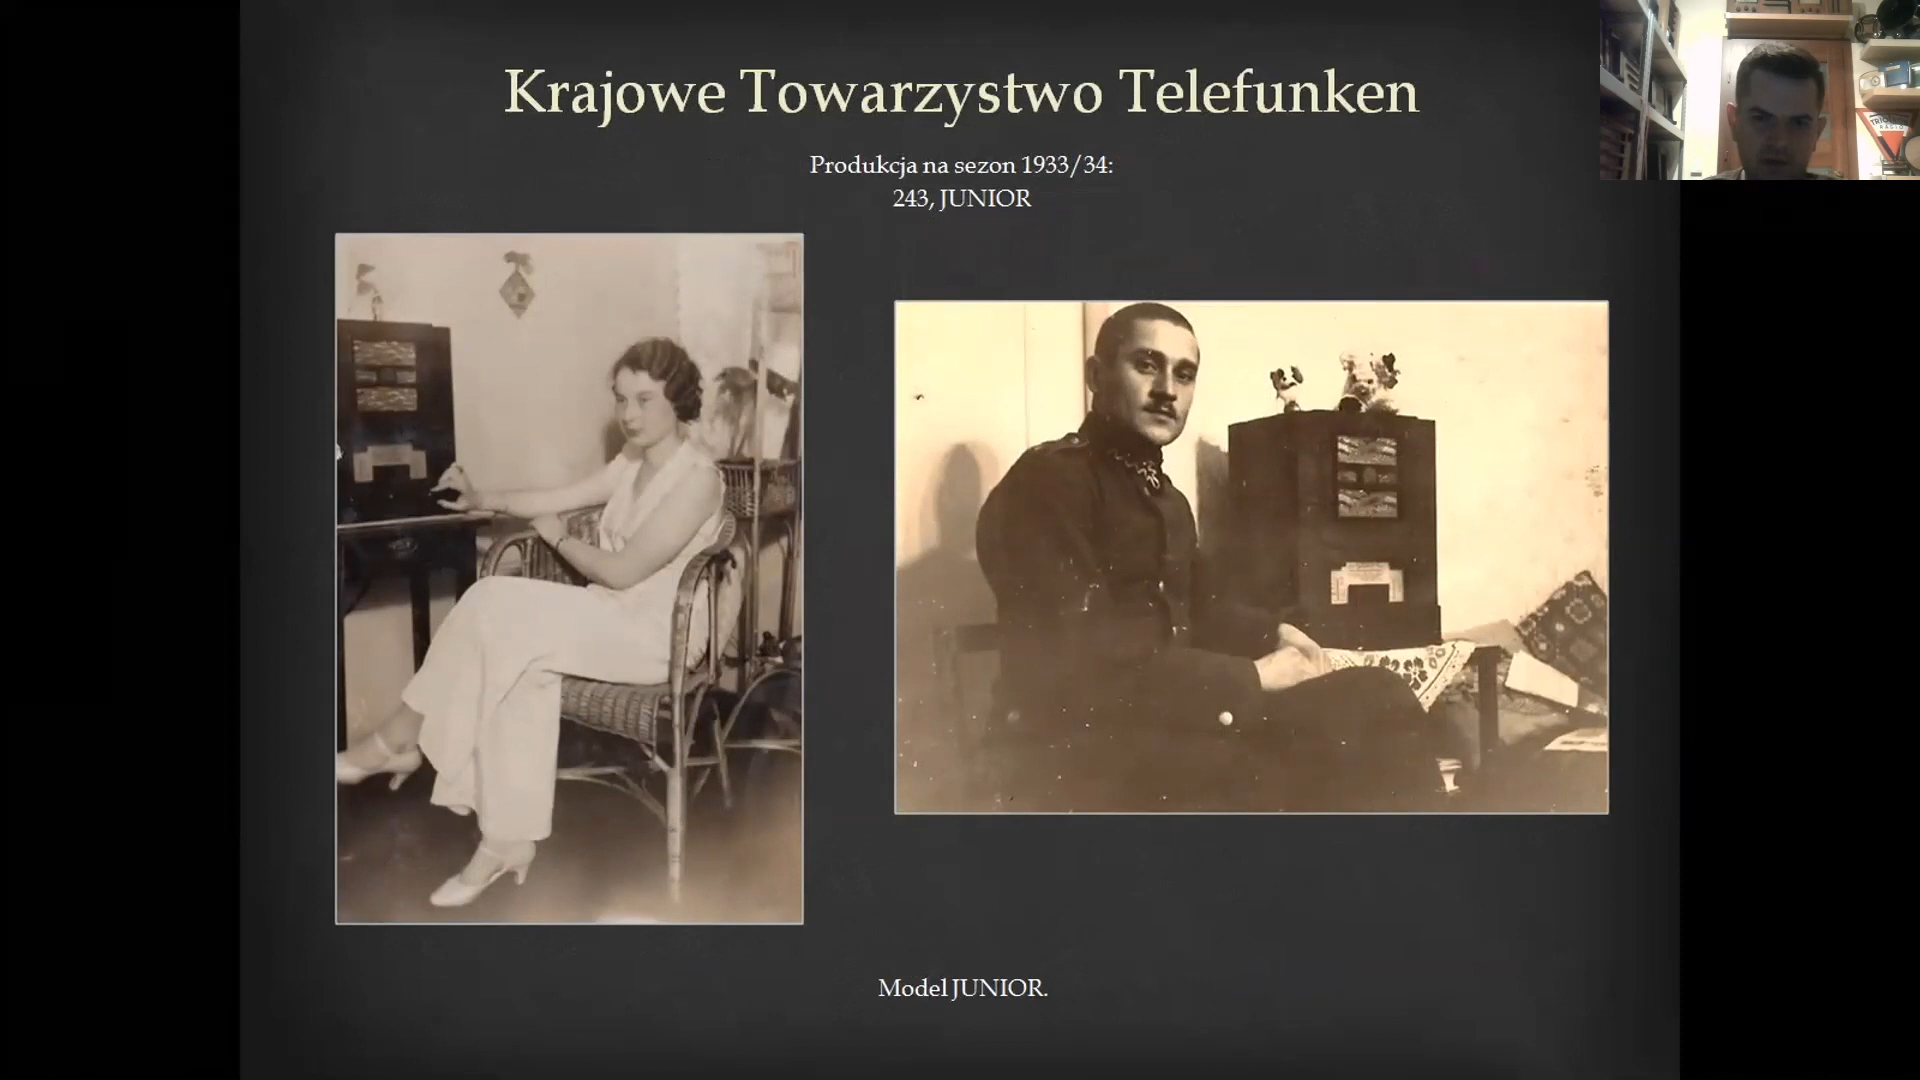 Krajowe Towarzystwo Telefunken
Produkcja na sezon 1933/34:
243, JUNIOR
Model JUNIOR.